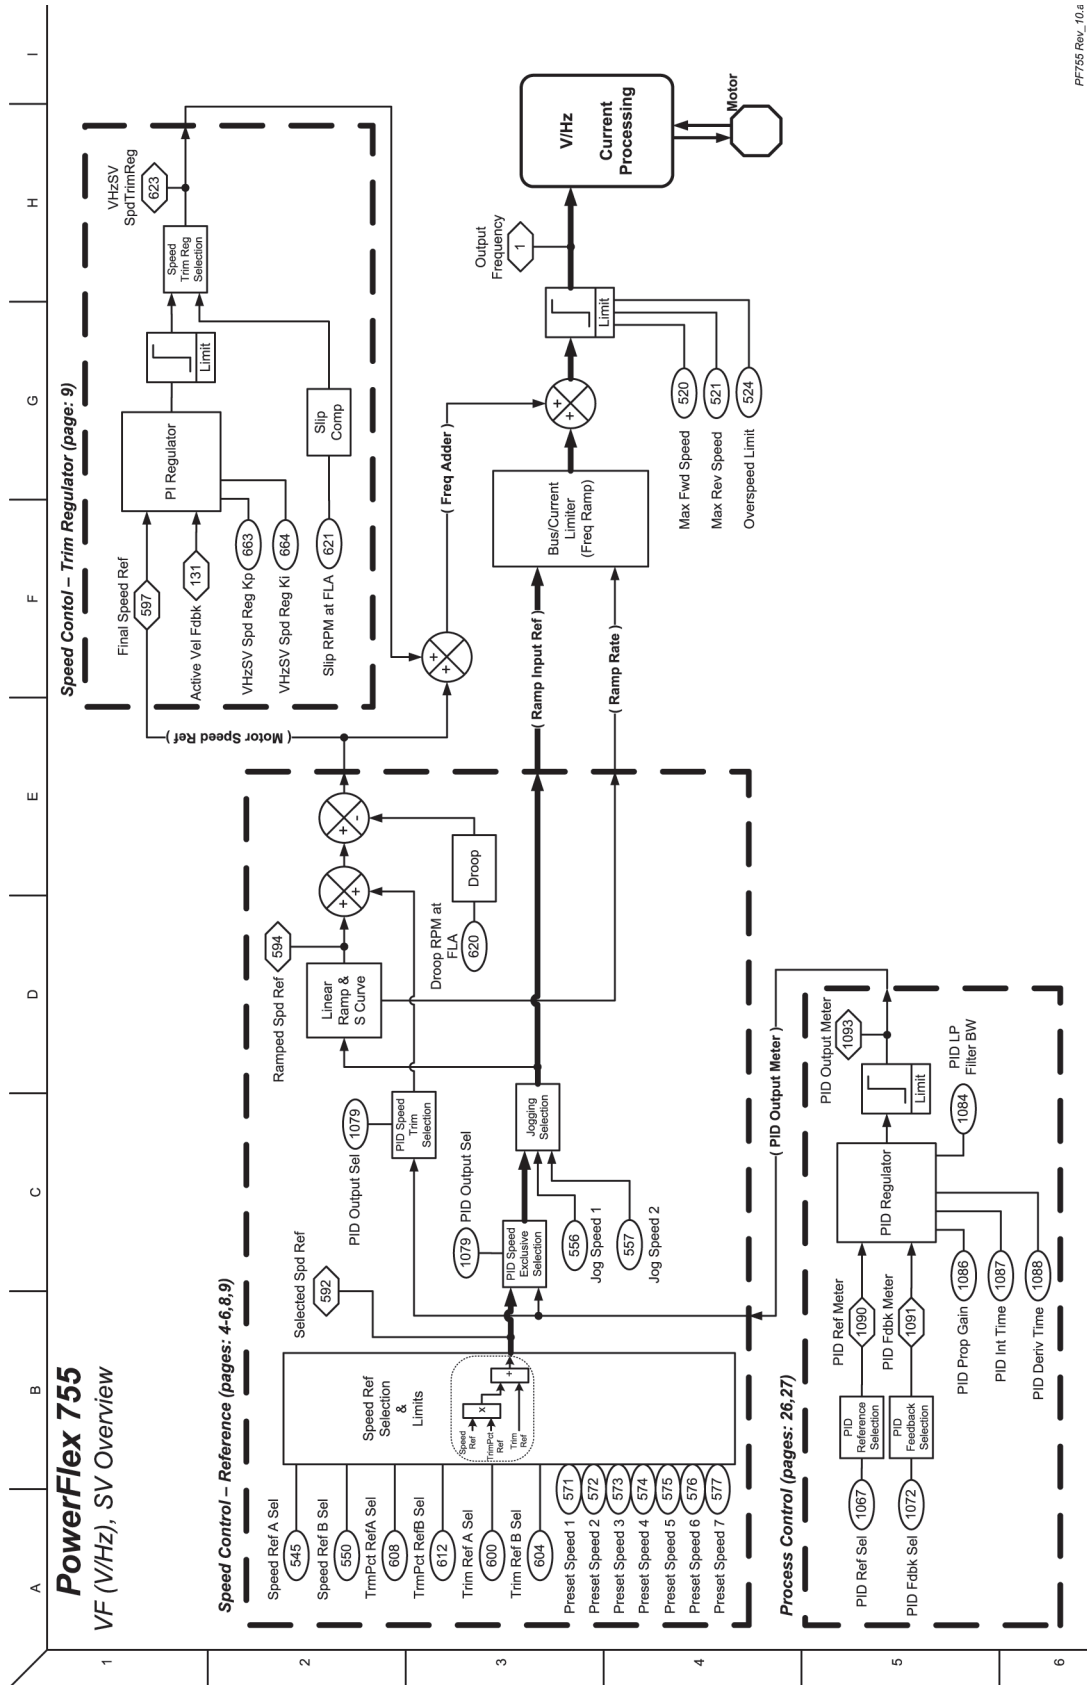 PowerFlex 755
VF (V/Hz), SV Overview
A
B
C
D
E
F
G
H
I
1
2
3
4
5
6
Speed Control – Reference (pages: 4-6,8,9)
Speed Ref A Sel
545
Speed Ref B Sel
550
TrmPct RefA Sel
608
TrmPct RefB Sel
612
Trim Ref A Sel
600
Trim Ref B Sel
604
Preset Speed 1
571
Preset Speed 2
572
Preset Speed 3
573
Preset Speed 4
574
Preset Speed 5
575
Preset Speed 6
576
Preset Speed 7
577
Speed Ref
Selection
&
Limits
Speed
Ref
TrimPct
Ref
Trim
Ref
x
+
Selected Spd Ref
592
PID Output Sel
1079
PID Speed
Exclusive
Selection
PID Output Sel
1079
PID Speed
Trim
Selection
Jogging
Selection
556
Jog Speed 1
557
Jog Speed 2
Ramped Spd Ref
594
Linear
Ramp &
S Curve
+
+
+
-
Droop RPM at
FLA
620
Droop
( Motor Speed Ref )
( Ramp Input Ref )
( Ramp Rate )
Speed Contol – Trim Regulator (page: 9)
Final Speed Ref
597
Active Vel Fdbk
131
VHzSV Spd Reg Kp
663
VHzSV Spd Reg Ki
664
Slip RPM at FLA
621
PI Regulator
Limit
Slip
Comp
Speed
Trim Reg
Selection
VHzSV
SpdTrimReg
623
+
+
( Freq Adder )
Bus/Current
Limiter
(Freq Ramp)
+
+
Limit
Max Fwd Speed
520
Max Rev Speed
521
Overspeed Limit
524
Output
Frequency
1
V/Hz
Current
Processing
Motor
Process Control (pages: 26,27)
PID Ref Sel
1067
PID Fdbk Sel
1072
PID
Reference
Selection
PID
Feedback
Selection
PID Ref Meter
1090
PID Fdbk Meter
1091
PID Prop Gain
1086
PID Int Time
1087
PID Deriv Time
1088
PID Regulator
1084
PID LP
Filter BW
Limit
PID Output Meter
1093
( PID Output Meter )
PF755 Rev_10.a